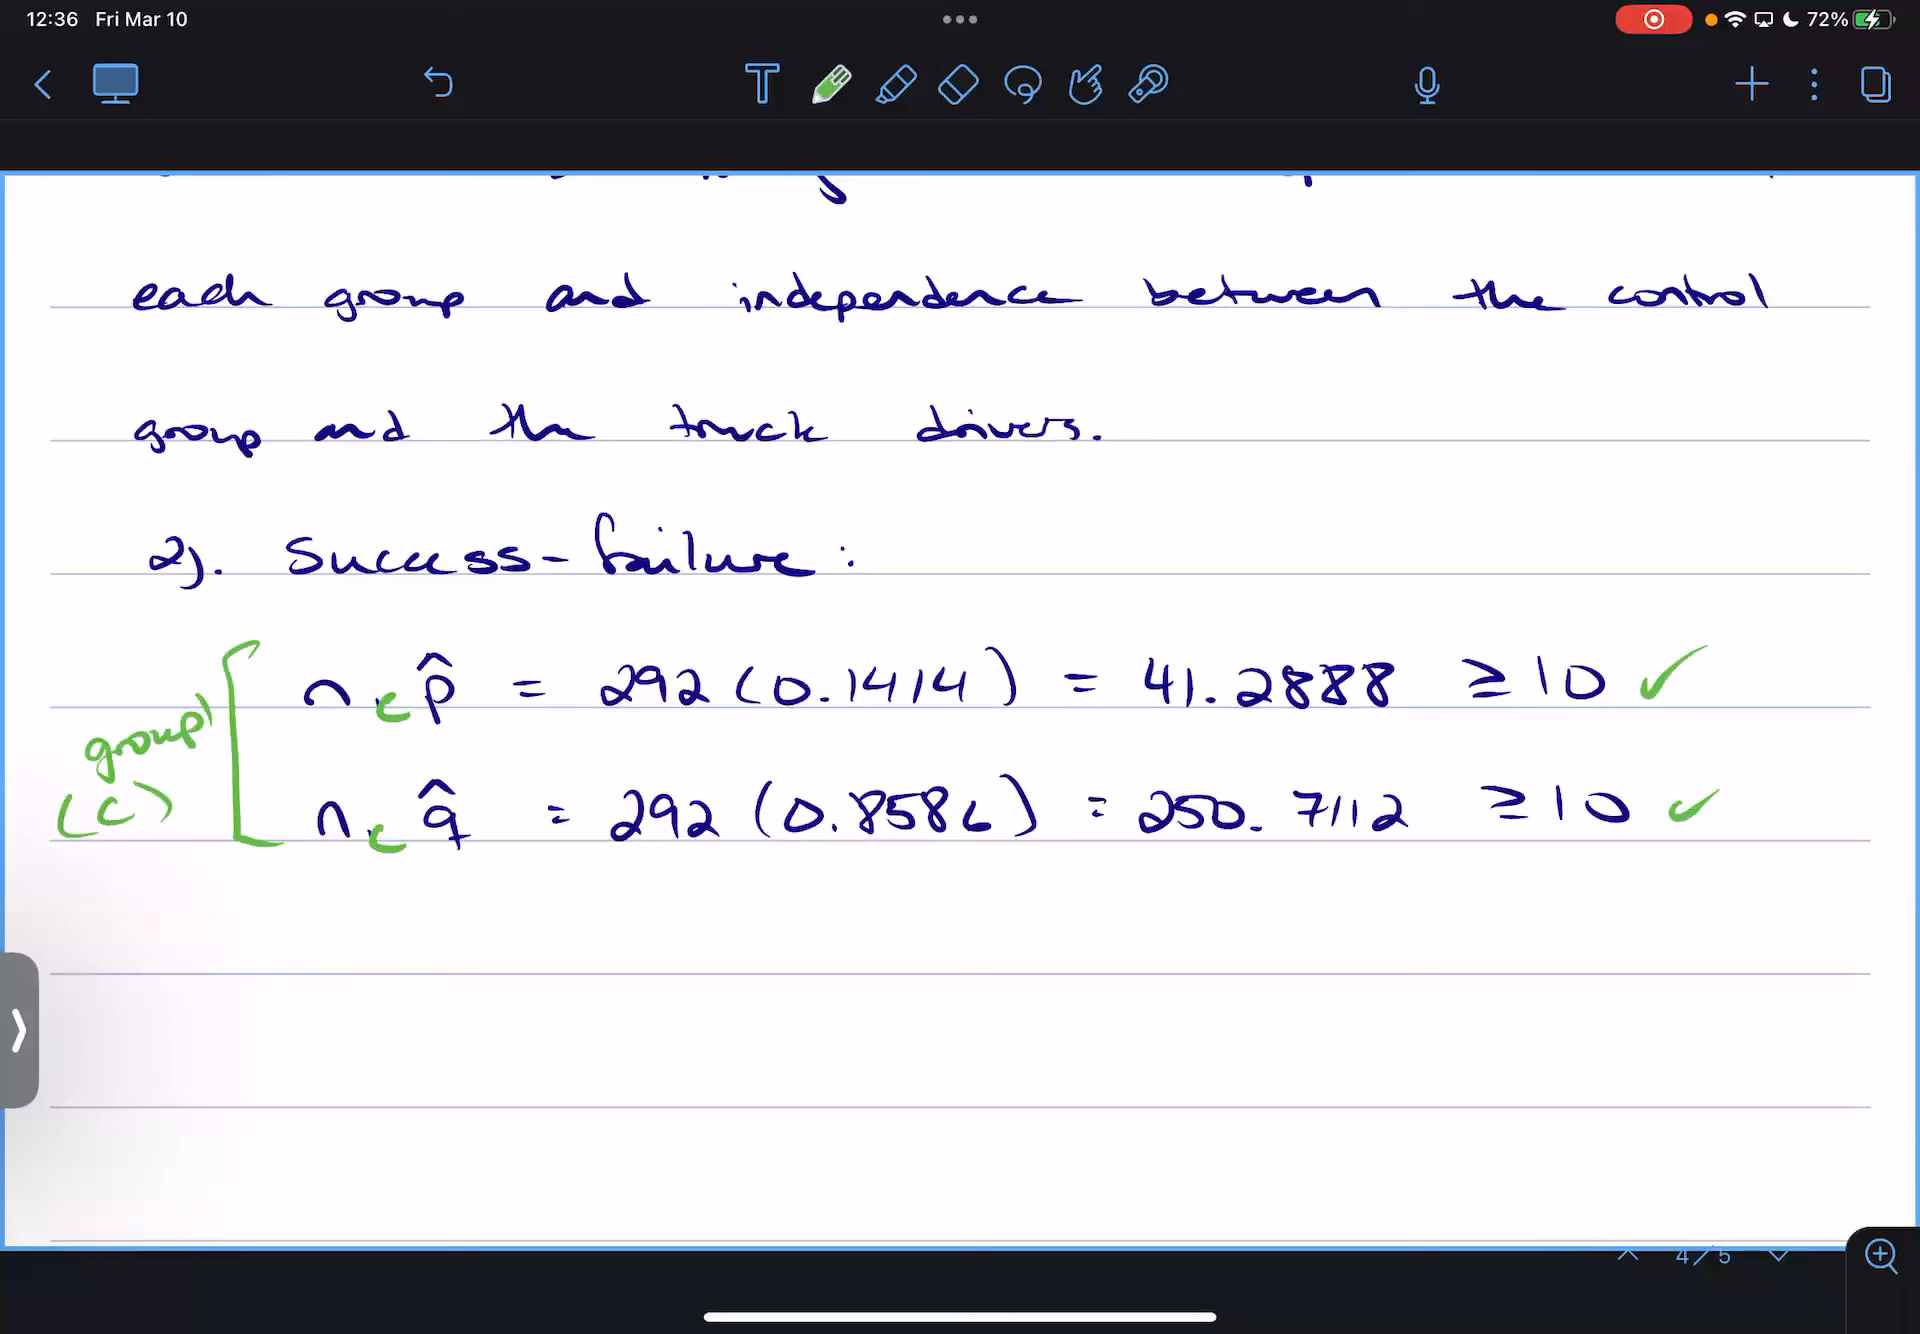 12:36 Fri Mar 10
72%
T
each group and independence between the control
group and the truck drivers.
2). Success-failure:
n_c p̂ = 292(0.1414) = 41.2888 ≥10 ✓
group 1
(C)
n_c q̂ = 292 (0.8586) = 250.7112 ≥10 ✓
4/5